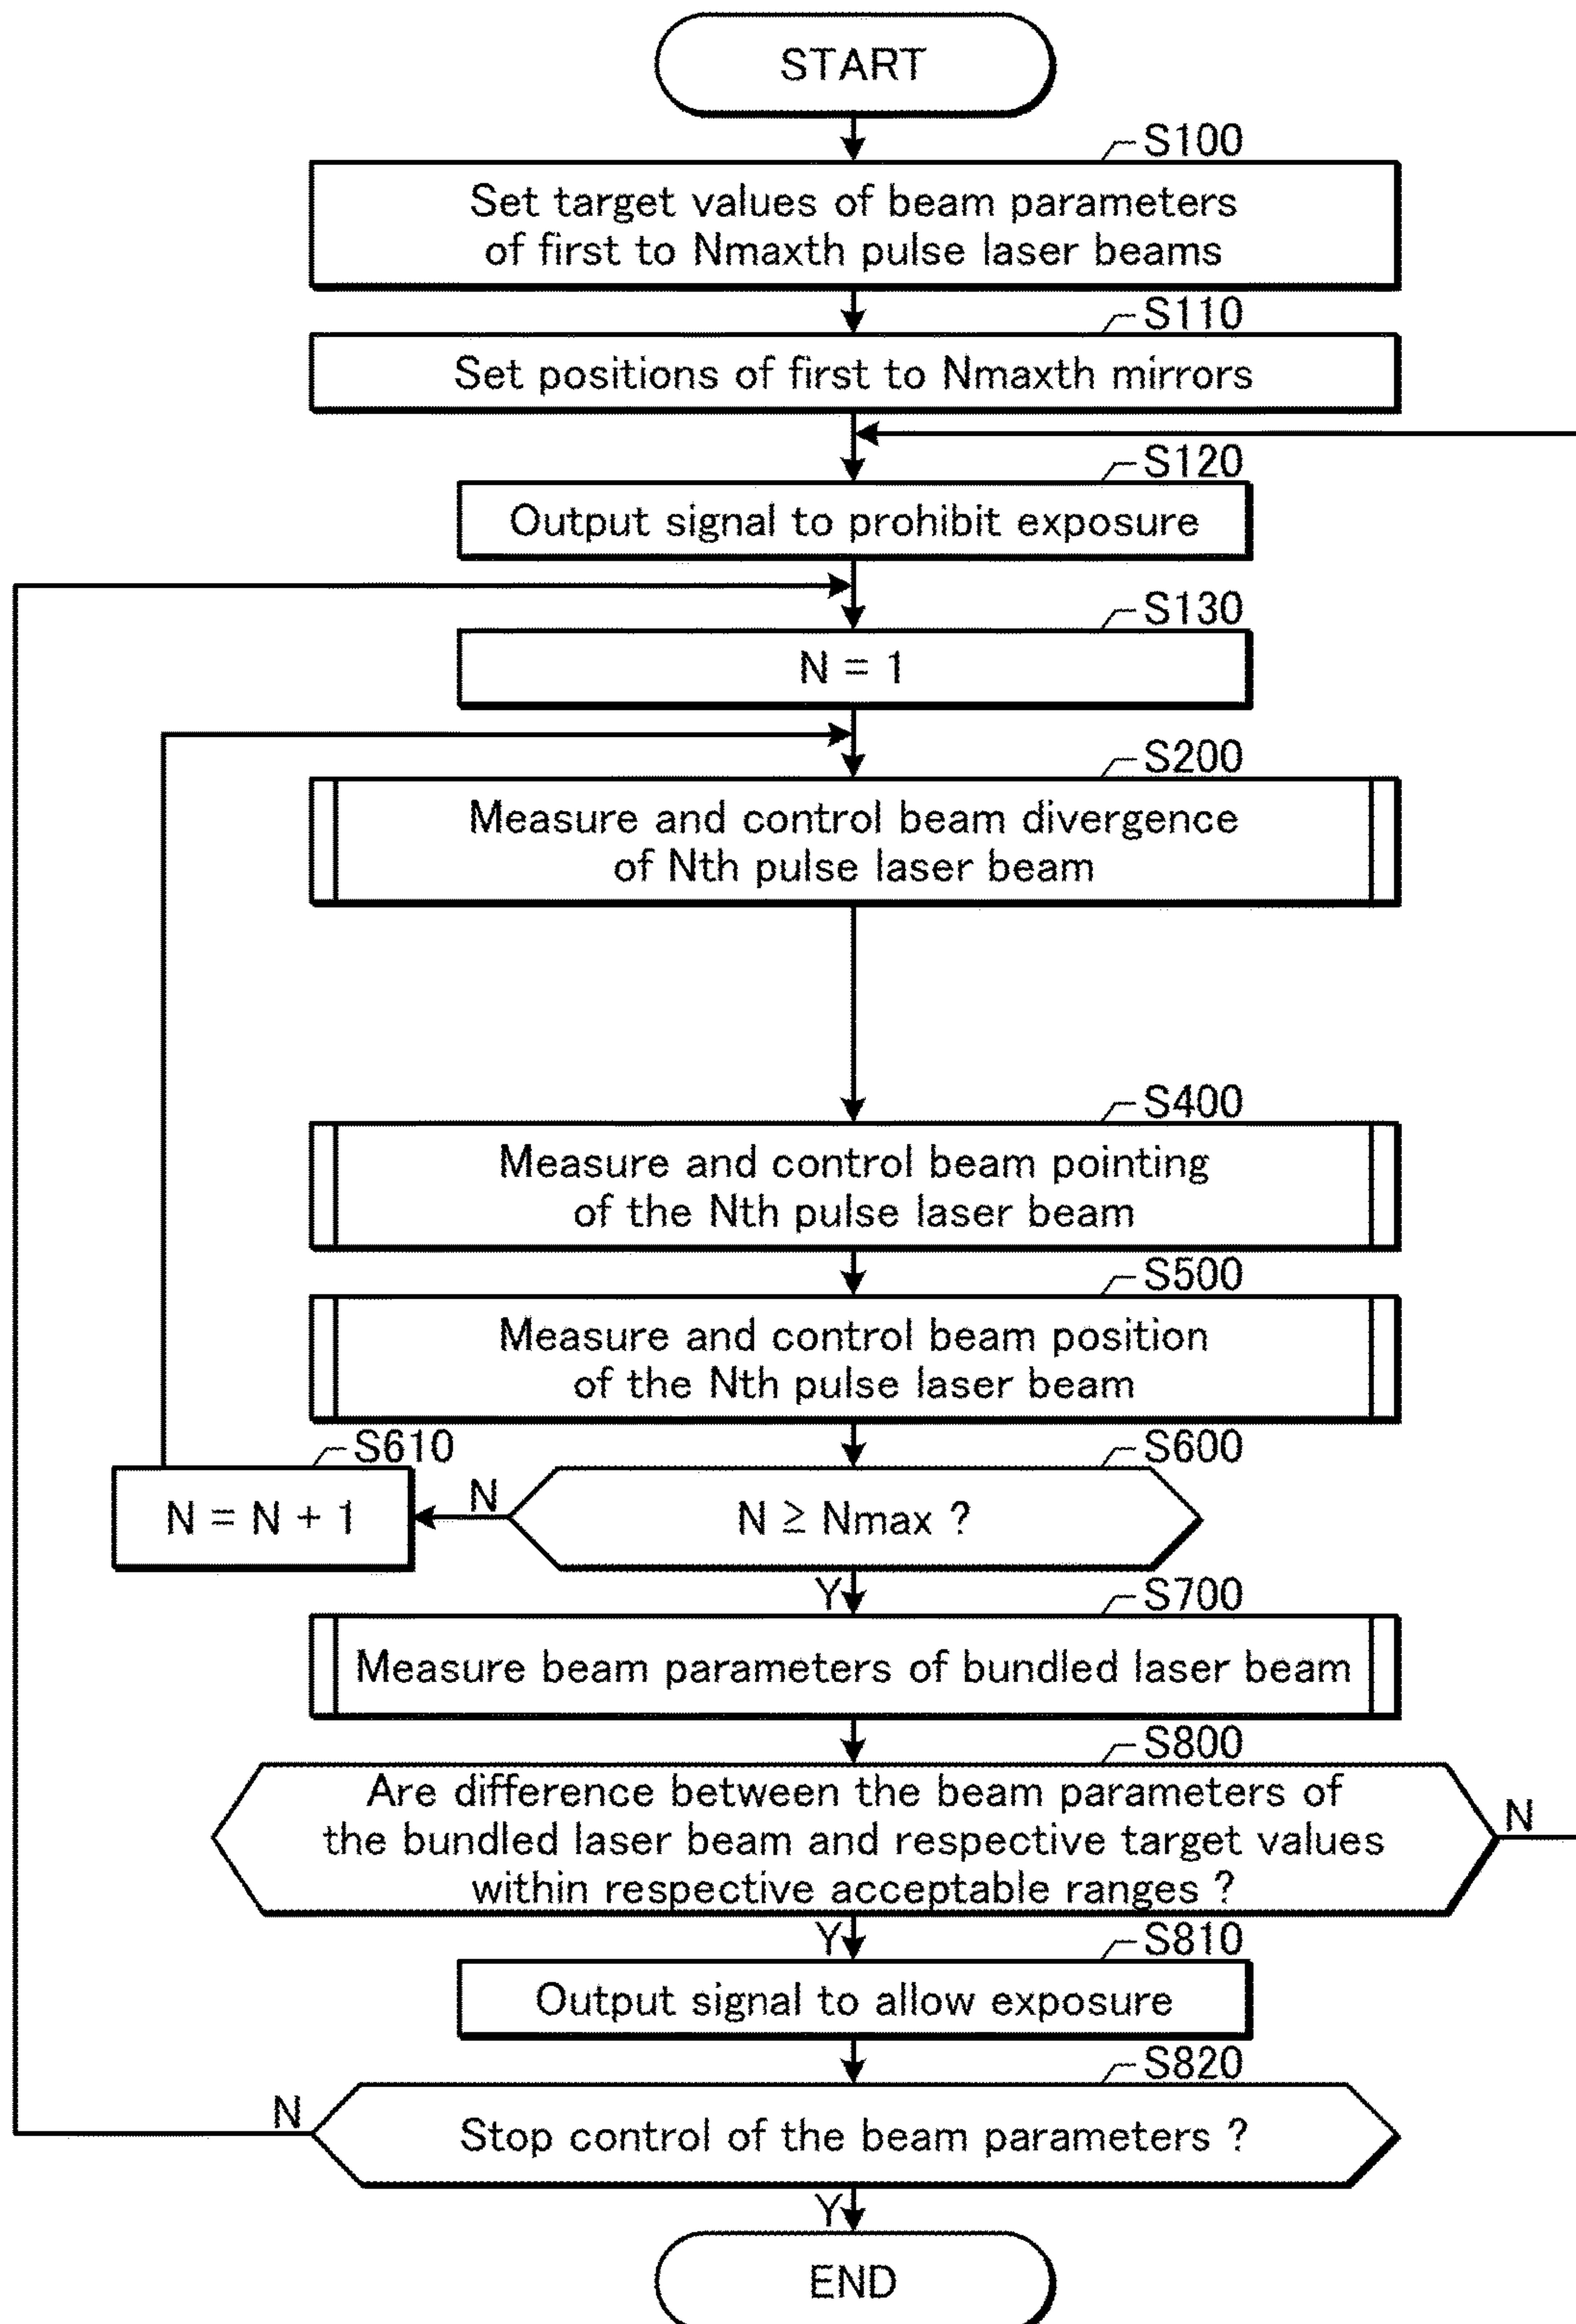 START
S100
Set target values of beam parameters
of first to Nmaxth pulse laser beams
S110
Set positions of first to Nmaxth mirrors
S120
Output signal to prohibit exposure
S130
N = 1
S200
Measure and control beam divergence
of Nth pulse laser beam
S400
Measure and control beam pointing
of the Nth pulse laser beam
S500
Measure and control beam position
of the Nth pulse laser beam
S610
S600
N = N + 1
N
N ≥ Nmax ?
Y
S700
Measure beam parameters of bundled laser beam
S800
Are difference between the beam parameters of
the bundled laser beam and respective target values
within respective acceptable ranges ?
N
Y
S810
Output signal to allow exposure
S820
N
Stop control of the beam parameters ?
Y
END